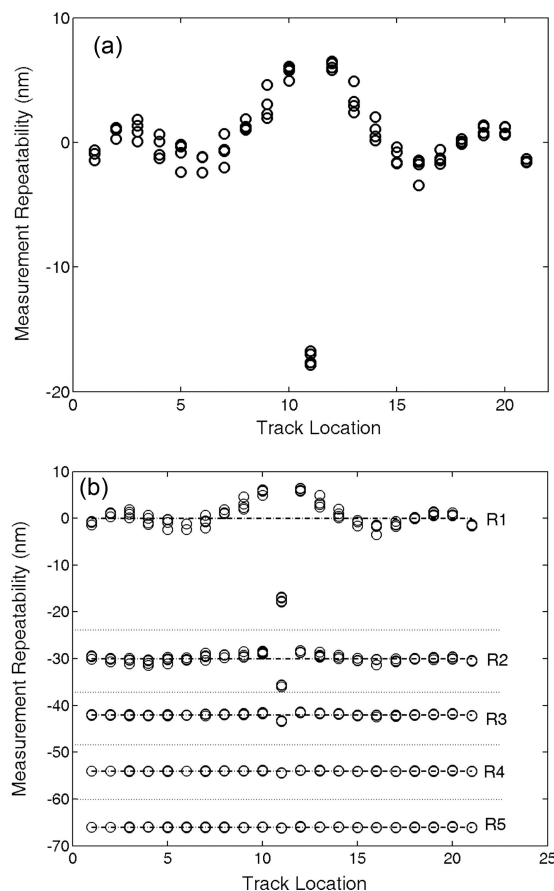 (a)
Measurement Repeatability (nm)
10
0
-10
-20
0 5 10 15 20
Track Location
(b)
Measurement Repeatability (nm)
10
0
-10
-20
-30
-40
-50
-60
-70
R1
R2
R3
R4
R5
0 5 10 15 20 25
Track Location